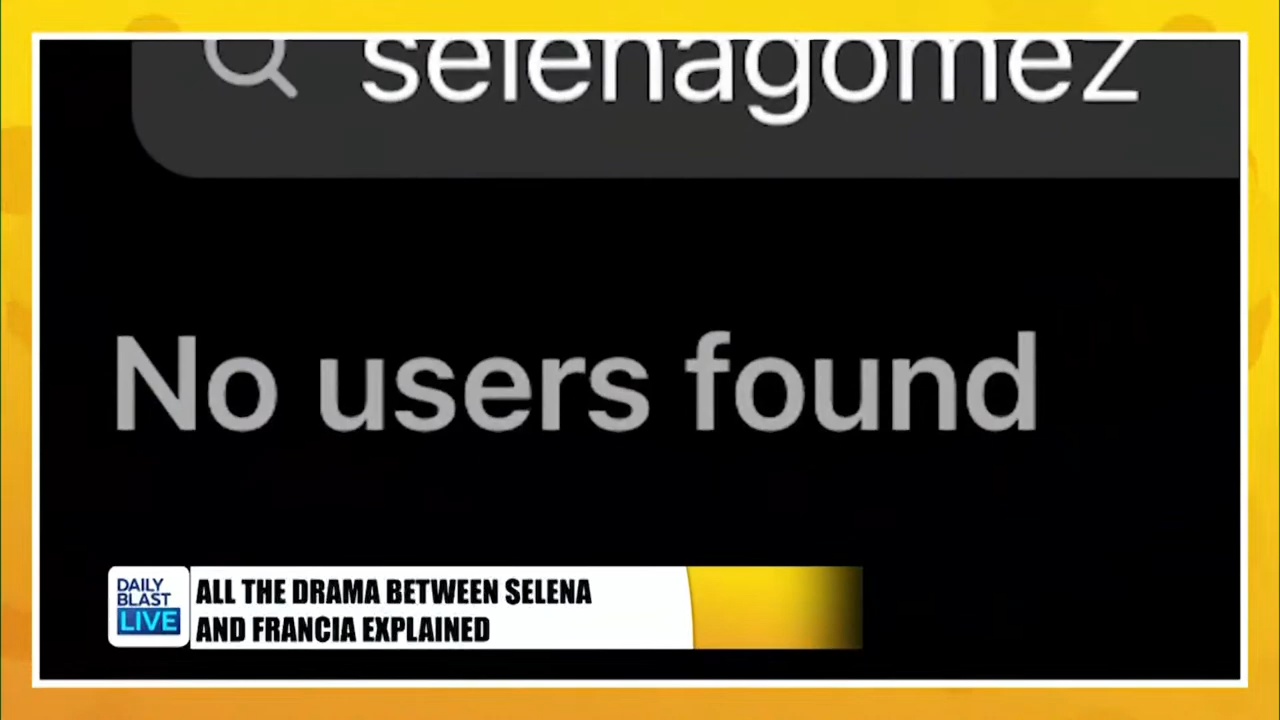 selenagomez
No users found
DAILY
BLAST
LIVE
ALL THE DRAMA BETWEEN SELENA
AND FRANCIA EXPLAINED